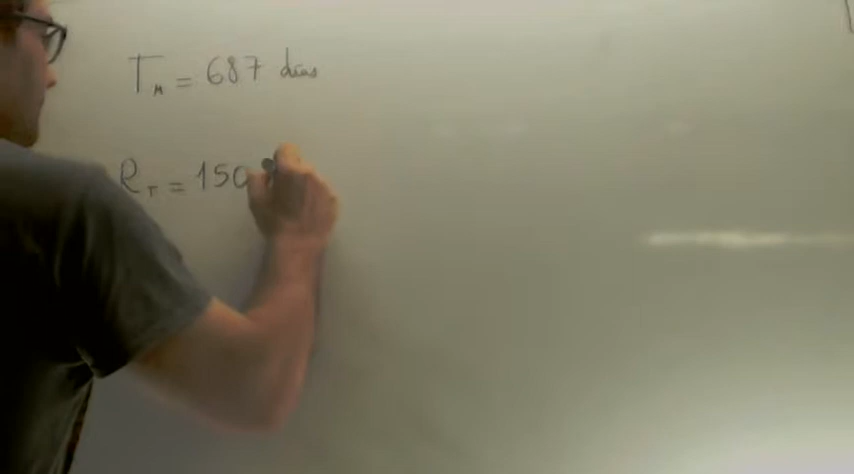 T_M = 687 días
R_T = 150